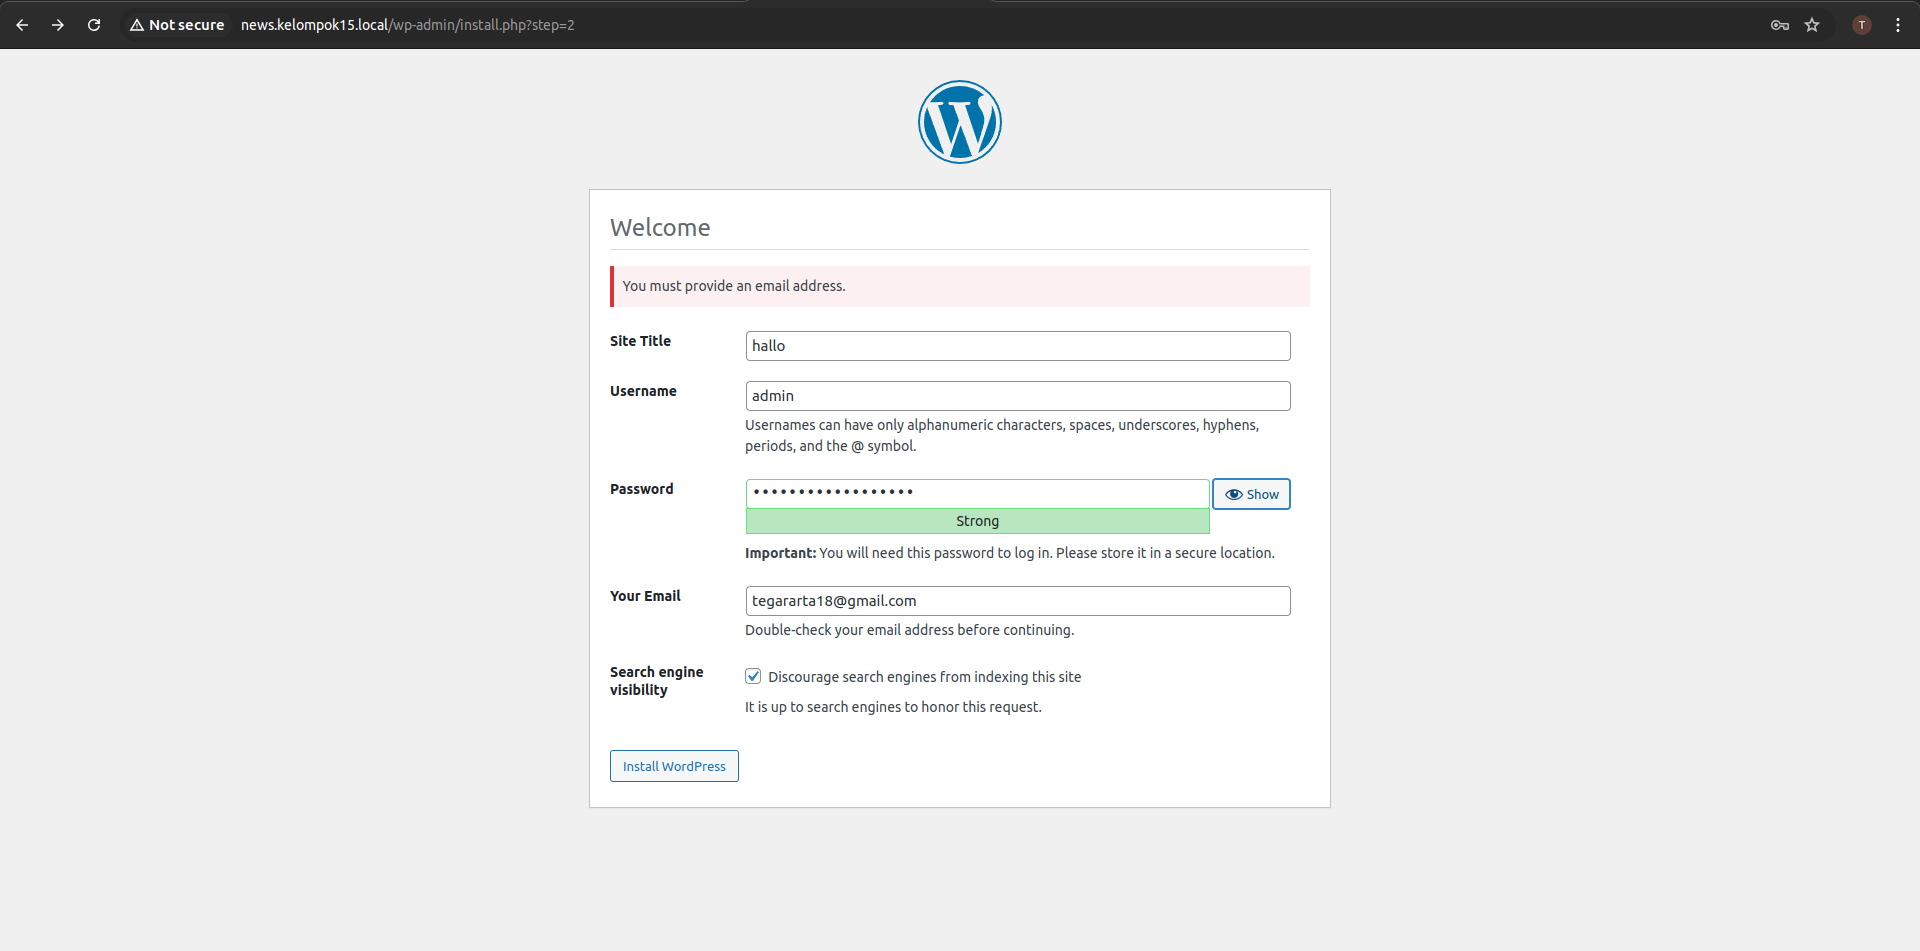 Not secure news.kelompok15.local/wp-admin/install.php?step=2
T
Welcome
You must provide an email address.
Site Title
hallo
Username
admin
Usernames can have only alphanumeric characters, spaces, underscores, hyphens,
periods, and the @ symbol.
Password
••••••••••••••••••
Show
Strong
Important: You will need this password to log in. Please store it in a secure location.
Your Email
tegararta18@gmail.com
Double-check your email address before continuing.
Search engine
visibility
Discourage search engines from indexing this site
It is up to search engines to honor this request.
Install WordPress